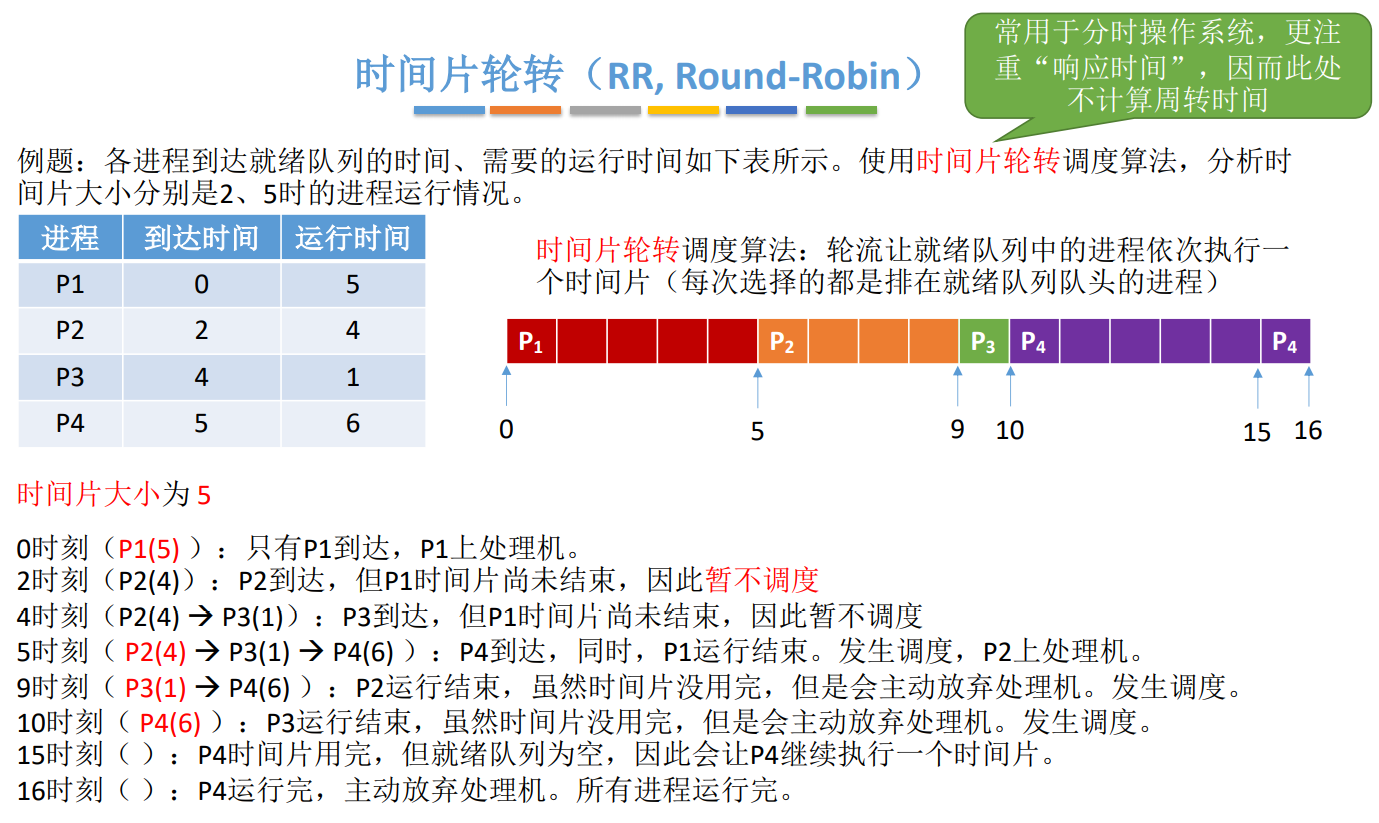 常用于分时操作系统，更注
重“响应时间”，因而此处
不计算周转时间
时间片轮转（RR, Round-Robin）
例题：各进程到达就绪队列的时间、需要的运行时间如下表所示。使用时间片轮转调度算法，分析时
间片大小分别是2、5时的进程运行情况。
进程 到达时间 运行时间
P1 0 5
P2 2 4
P3 4 1
P4 5 6
时间片轮转调度算法：轮流让就绪队列中的进程依次执行一
个时间片（每次选择的都是排在就绪队列队头的进程）
P1 P2 P3 P4 P4
0 5 9 10 15 16
时间片大小为 5
0时刻（P1(5) ）：只有P1到达，P1上处理机。
2时刻（P2(4)）：P2到达，但P1时间片尚未结束，因此暂不调度
4时刻（P2(4) → P3(1)）：P3到达，但P1时间片尚未结束，因此暂不调度
5时刻（ P2(4) → P3(1) → P4(6) ）：P4到达，同时，P1运行结束。发生调度，P2上处理机。
9时刻（ P3(1) → P4(6) ）：P2运行结束，虽然时间片没用完，但是会主动放弃处理机。发生调度。
10时刻（ P4(6) ）：P3运行结束，虽然时间片没用完，但是会主动放弃处理机。发生调度。
15时刻（ ）：P4时间片用完，但就绪队列为空，因此会让P4继续执行一个时间片。
16时刻（ ）：P4运行完，主动放弃处理机。所有进程运行完。